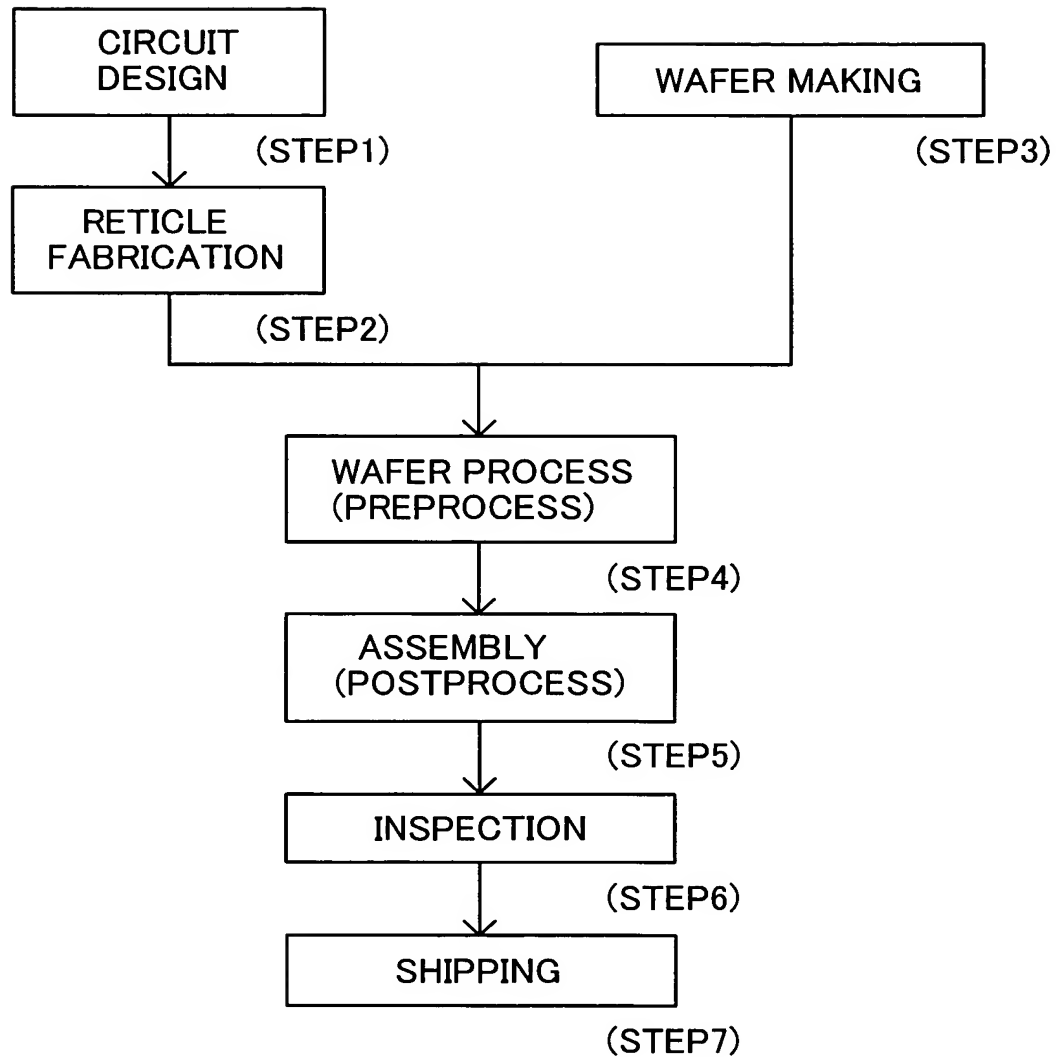 CIRCUIT
DESIGN
(STEP1)
RETICLE
FABRICATION
(STEP2)
WAFER MAKING
(STEP3)
WAFER PROCESS
(PREPROCESS)
(STEP4)
ASSEMBLY
(POSTPROCESS)
(STEP5)
INSPECTION
(STEP6)
SHIPPING
(STEP7)